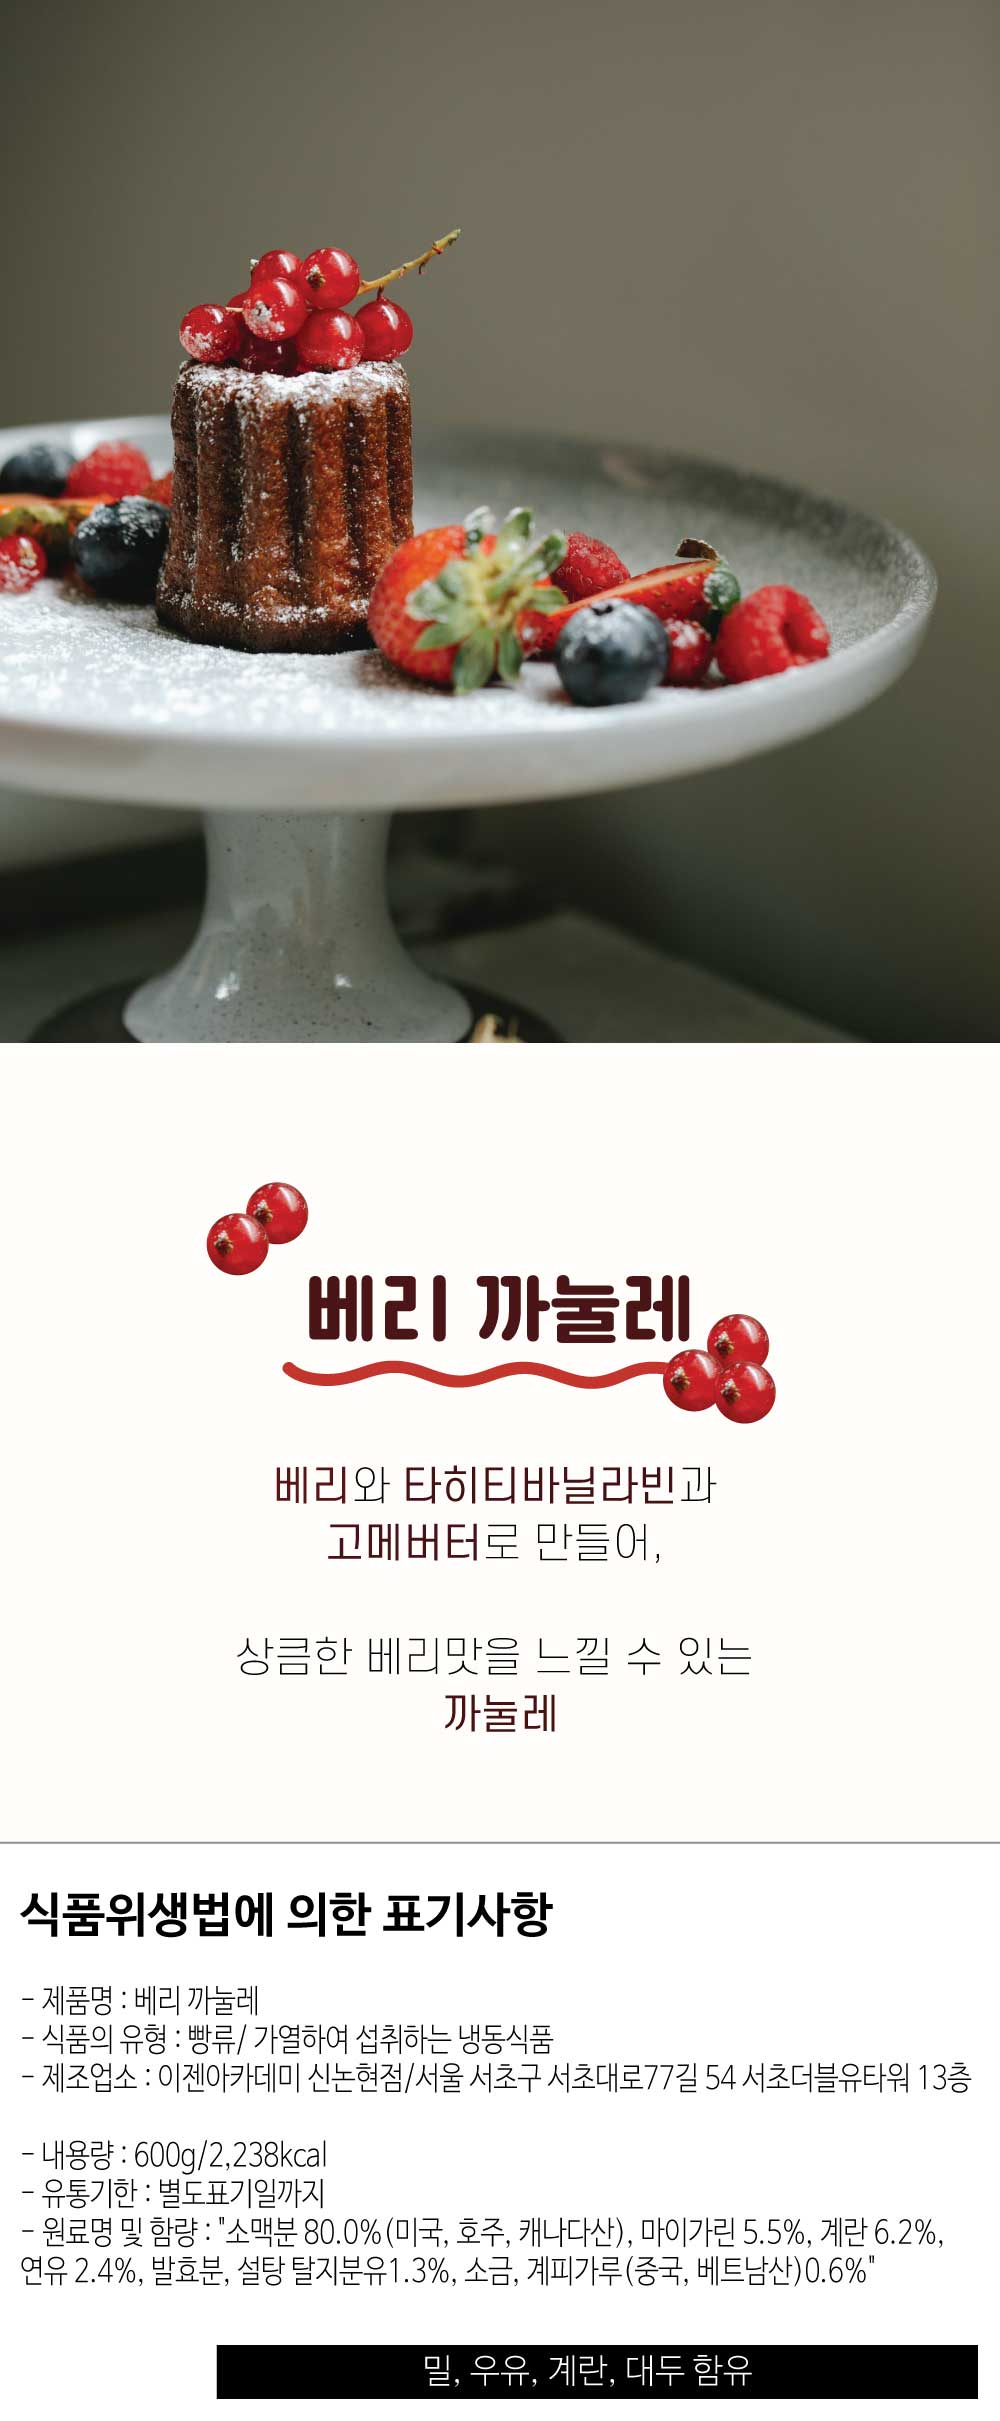 베리 까눌레
베리와 타히티바닐라빈과
고메버터로 만들어,
상큼한 베리맛을 느낄 수 있는
까눌레
식품위생법에 의한 표기사항
- 제품명 : 베리 까눌레
- 식품의 유형 : 빵류/ 가열하여 섭취하는 냉동식품
- 제조업소 : 이젠아카데미 신논현점/서울 서초구 서초대로77길 54 서초더블유타워 13층
- 내용량 : 600g/2,238kcal
- 유통기한 : 별도표기일까지
- 원료명 및 함량 : "소맥분 80.0%(미국, 호주, 캐나다산), 마이가린 5.5%, 계란 6.2%,
연유 2.4%, 발효분, 설탕 탈지분유1.3%, 소금, 계피가루(중국, 베트남산)0.6%"
밀, 우유, 계란, 대두 함유